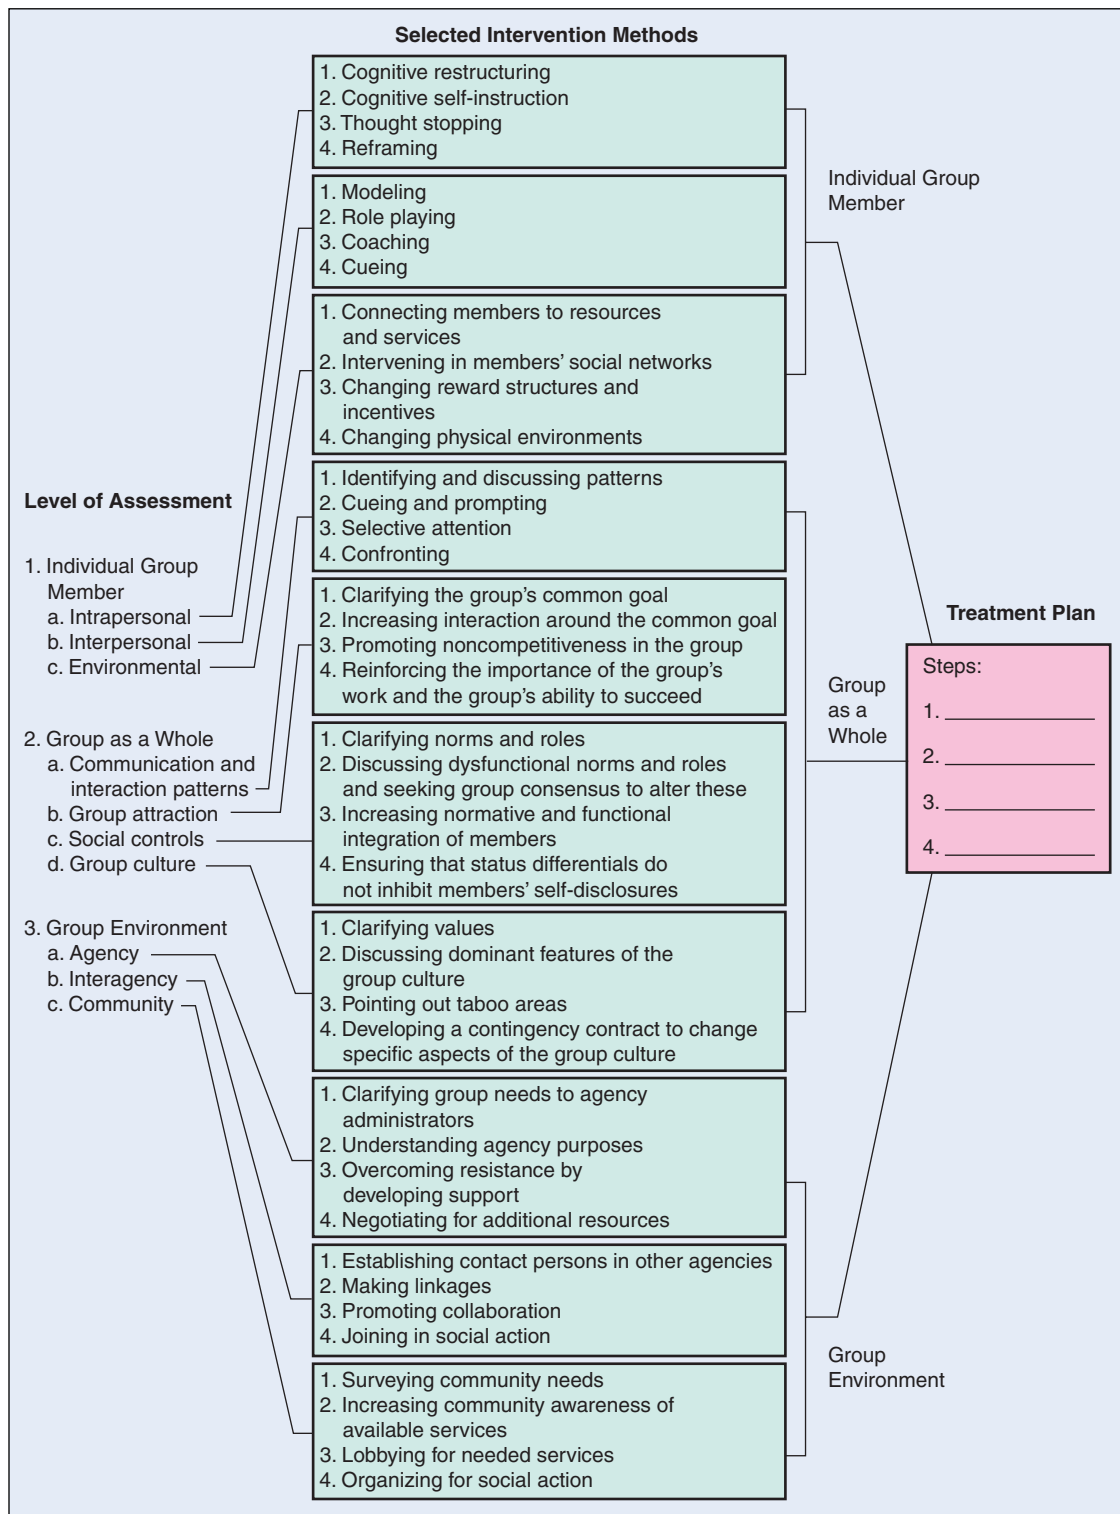 Selected Intervention Methods
1. Cognitive restructuring
2. Cognitive self-instruction
3. Thought stopping
4. Reframing
1. Modeling
2. Role playing
3. Coaching
4. Cueing
1. Connecting members to resources
and services
2. Intervening in members' social networks
3. Changing reward structures and
incentives
4. Changing physical environments
1. Identifying and discussing patterns
2. Cueing and prompting
3. Selective attention
4. Confronting
1. Clarifying the group's common goal
2. Increasing interaction around the common goal
3. Promoting noncompetitiveness in the group
4. Reinforcing the importance of the group's
work and the group's ability to succeed
1. Clarifying norms and roles
2. Discussing dysfunctional norms and roles
and seeking group consensus to alter these
3. Increasing normative and functional
integration of members
4. Ensuring that status differentials do
not inhibit members' self-disclosures
1. Clarifying values
2. Discussing dominant features of the
group culture
3. Pointing out taboo areas
4. Developing a contingency contract to change
specific aspects of the group culture
1. Clarifying group needs to agency
administrators
2. Understanding agency purposes
3. Overcoming resistance by
developing support
4. Negotiating for additional resources
1. Establishing contact persons in other agencies
2. Making linkages
3. Promoting collaboration
4. Joining in social action
1. Surveying community needs
2. Increasing community awareness of
available services
3. Lobbying for needed services
4. Organizing for social action
Level of Assessment
1. Individual Group
Member
a. Intrapersonal
b. Interpersonal
c. Environmental
2. Group as a Whole
a. Communication and
interaction patterns
b. Group attraction
c. Social controls
d. Group culture
3. Group Environment
a. Agency
b. Interagency
c. Community
Individual Group
Member
Group
as a
Whole
Group
Environment
Treatment Plan
Steps:
1.
2.
3.
4.